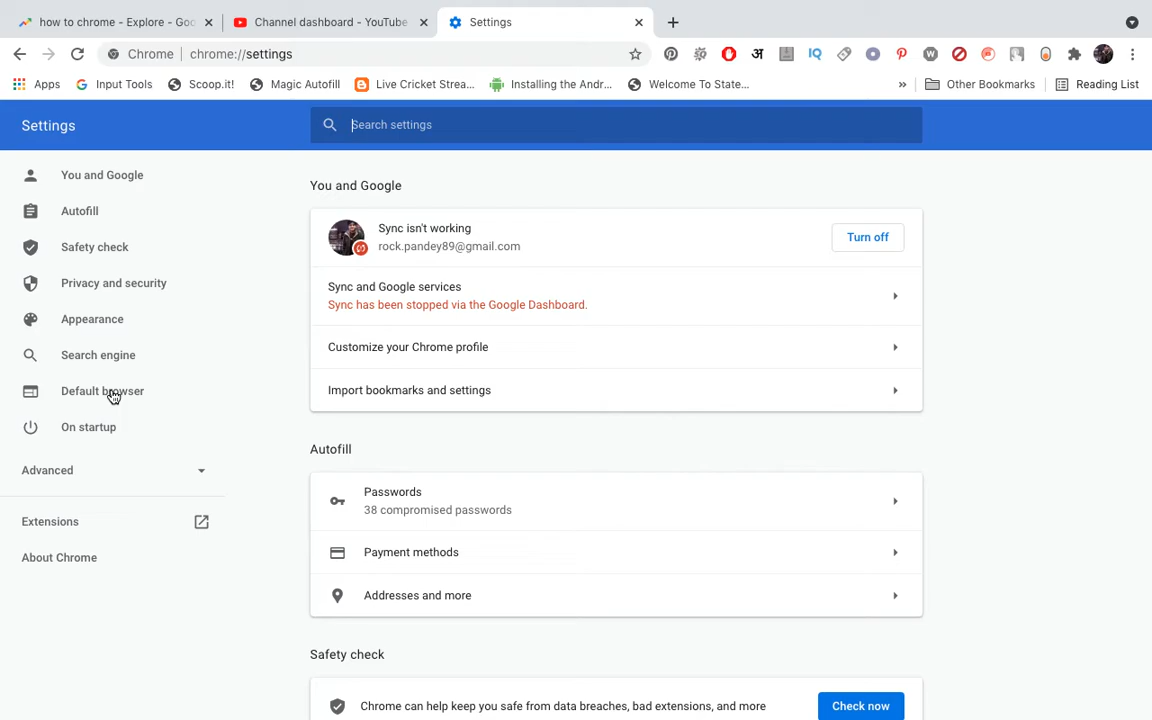 how to chrome - Explore - Goo
Channel dashboard - YouTube
Settings
Chrome
chrome://settings
अ
IQ
W
Apps
Input Tools
Scoop.it!
Magic Autofill
Live Cricket Strea...
Installing the Andr...
Welcome To State...
»
Other Bookmarks
Reading List
Settings
Search settings
You and Google
Autofill
Safety check
Privacy and security
Appearance
Search engine
Default browser
On startup
Advanced
Extensions
About Chrome
You and Google
Sync isn't working
rock.pandey89@gmail.com
Turn off
Sync and Google services
Sync has been stopped via the Google Dashboard.
Customize your Chrome profile
Import bookmarks and settings
Autofill
Passwords
38 compromised passwords
Payment methods
Addresses and more
Safety check
Chrome can help keep you safe from data breaches, bad extensions, and more
Check now